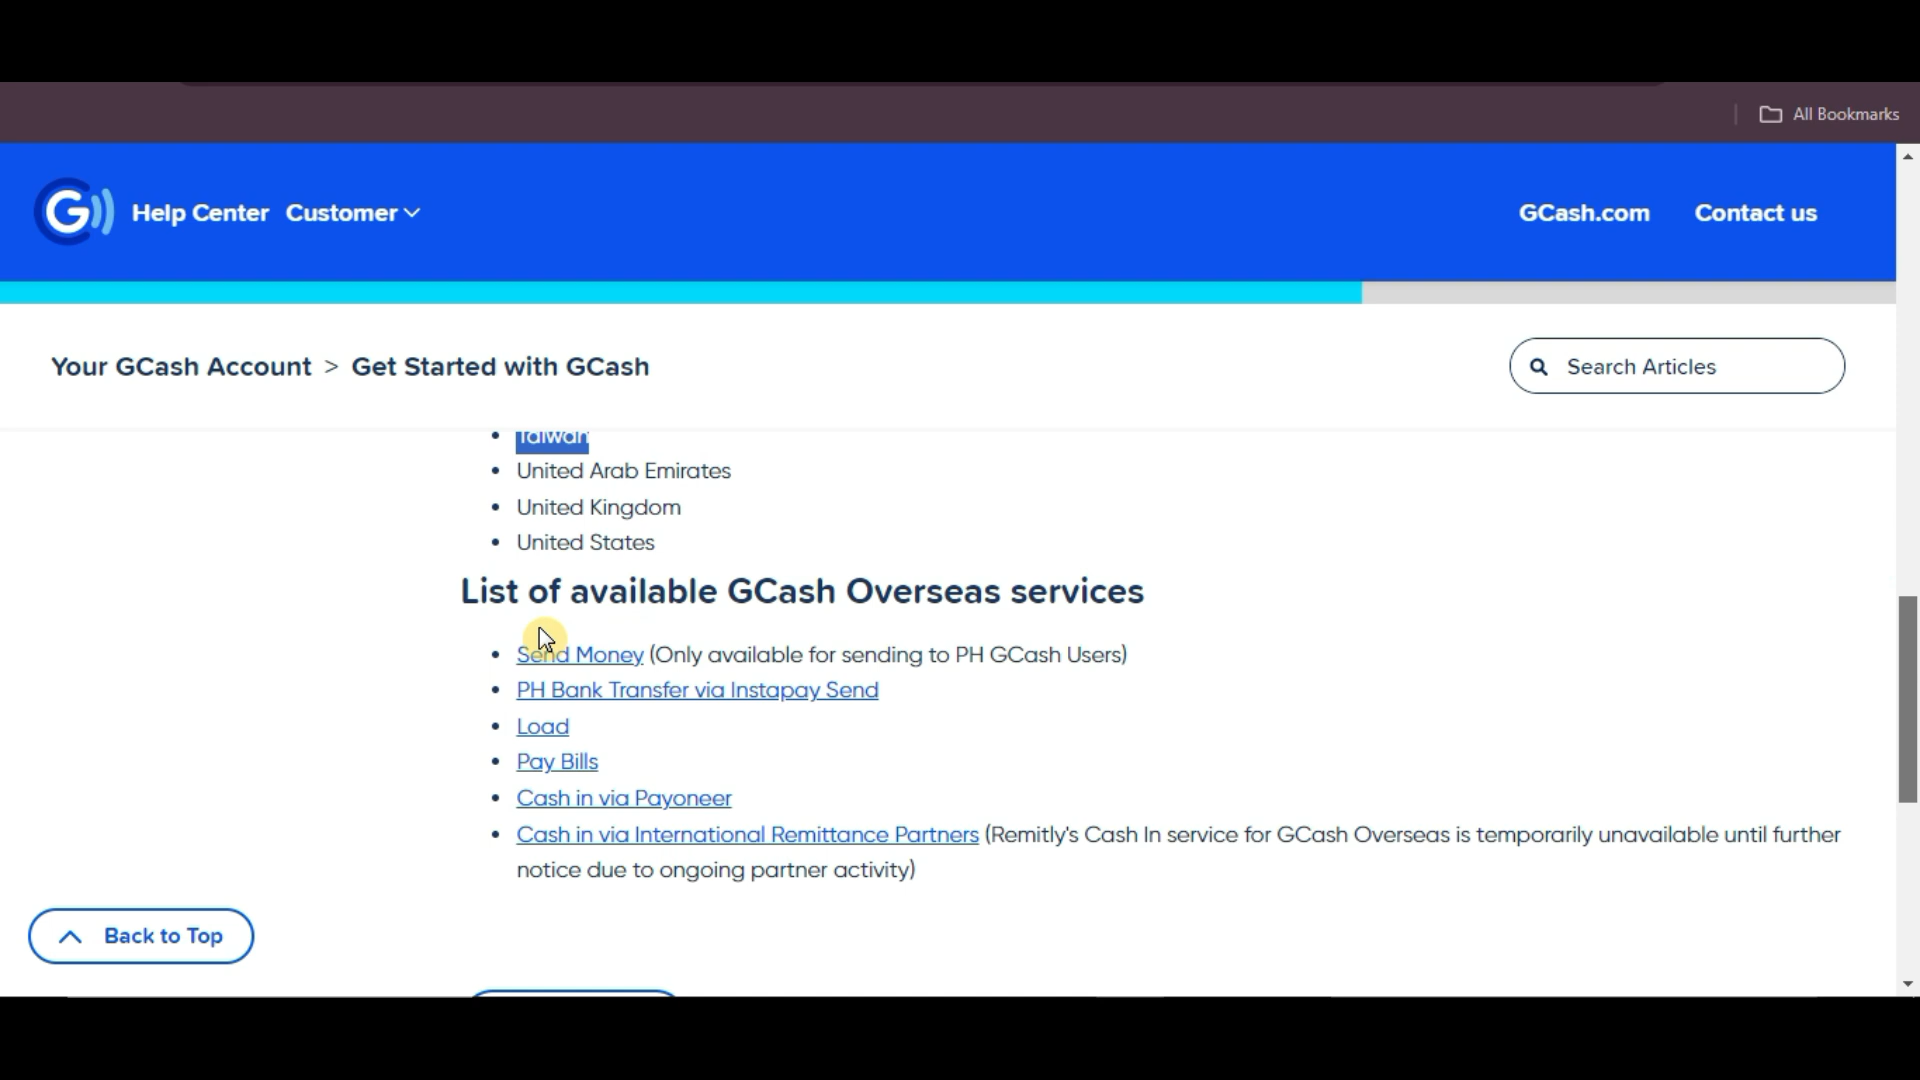 All Bookmarks
G Help Center Customer GCash.com Contact us
Your GCash Account > Get Started with GCash Search Articles
• Taiwan
• United Arab Emirates
• United Kingdom
• United States
List of available GCash Overseas services
• Send Money (Only available for sending to PH GCash Users)
• PH Bank Transfer via Instapay Send
• Load
• Pay Bills
• Cash in via Payoneer
• Cash in via International Remittance Partners (Remitly's Cash In service for GCash Overseas is temporarily unavailable until further
notice due to ongoing partner activity)
Back to Top